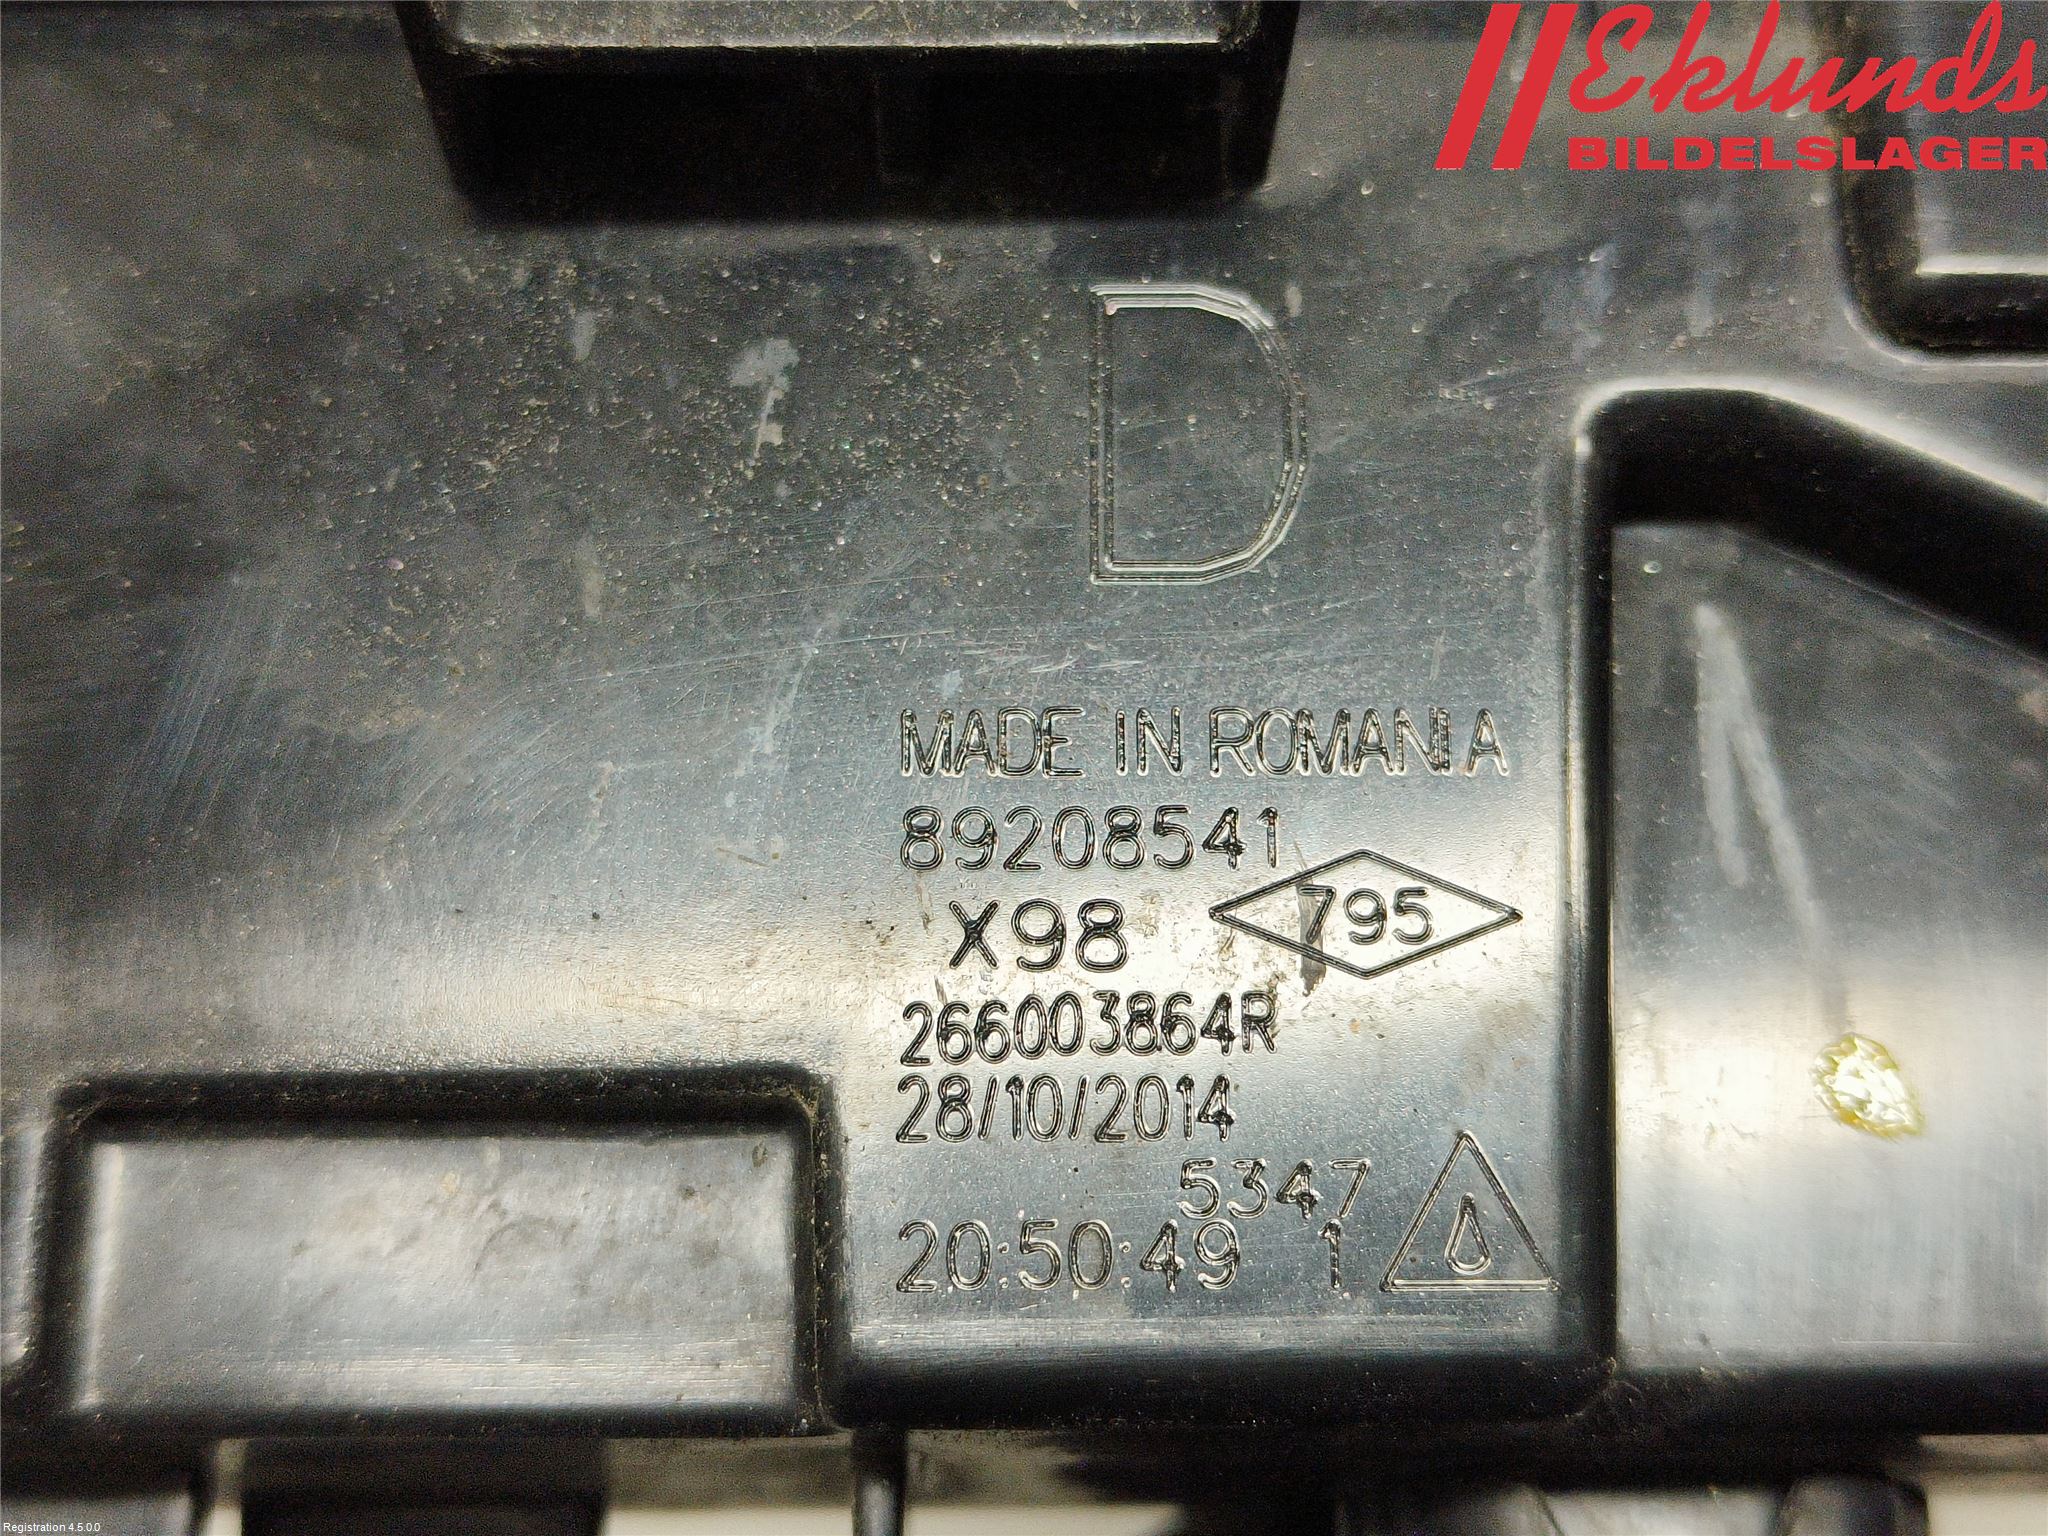 Eklunds
BILDELSLAGER
D
MADE IN ROMANIA
89208541
X98
795
266003864R
28/10/2014
5347
20:50:49 1
Registration 4.5.0.0